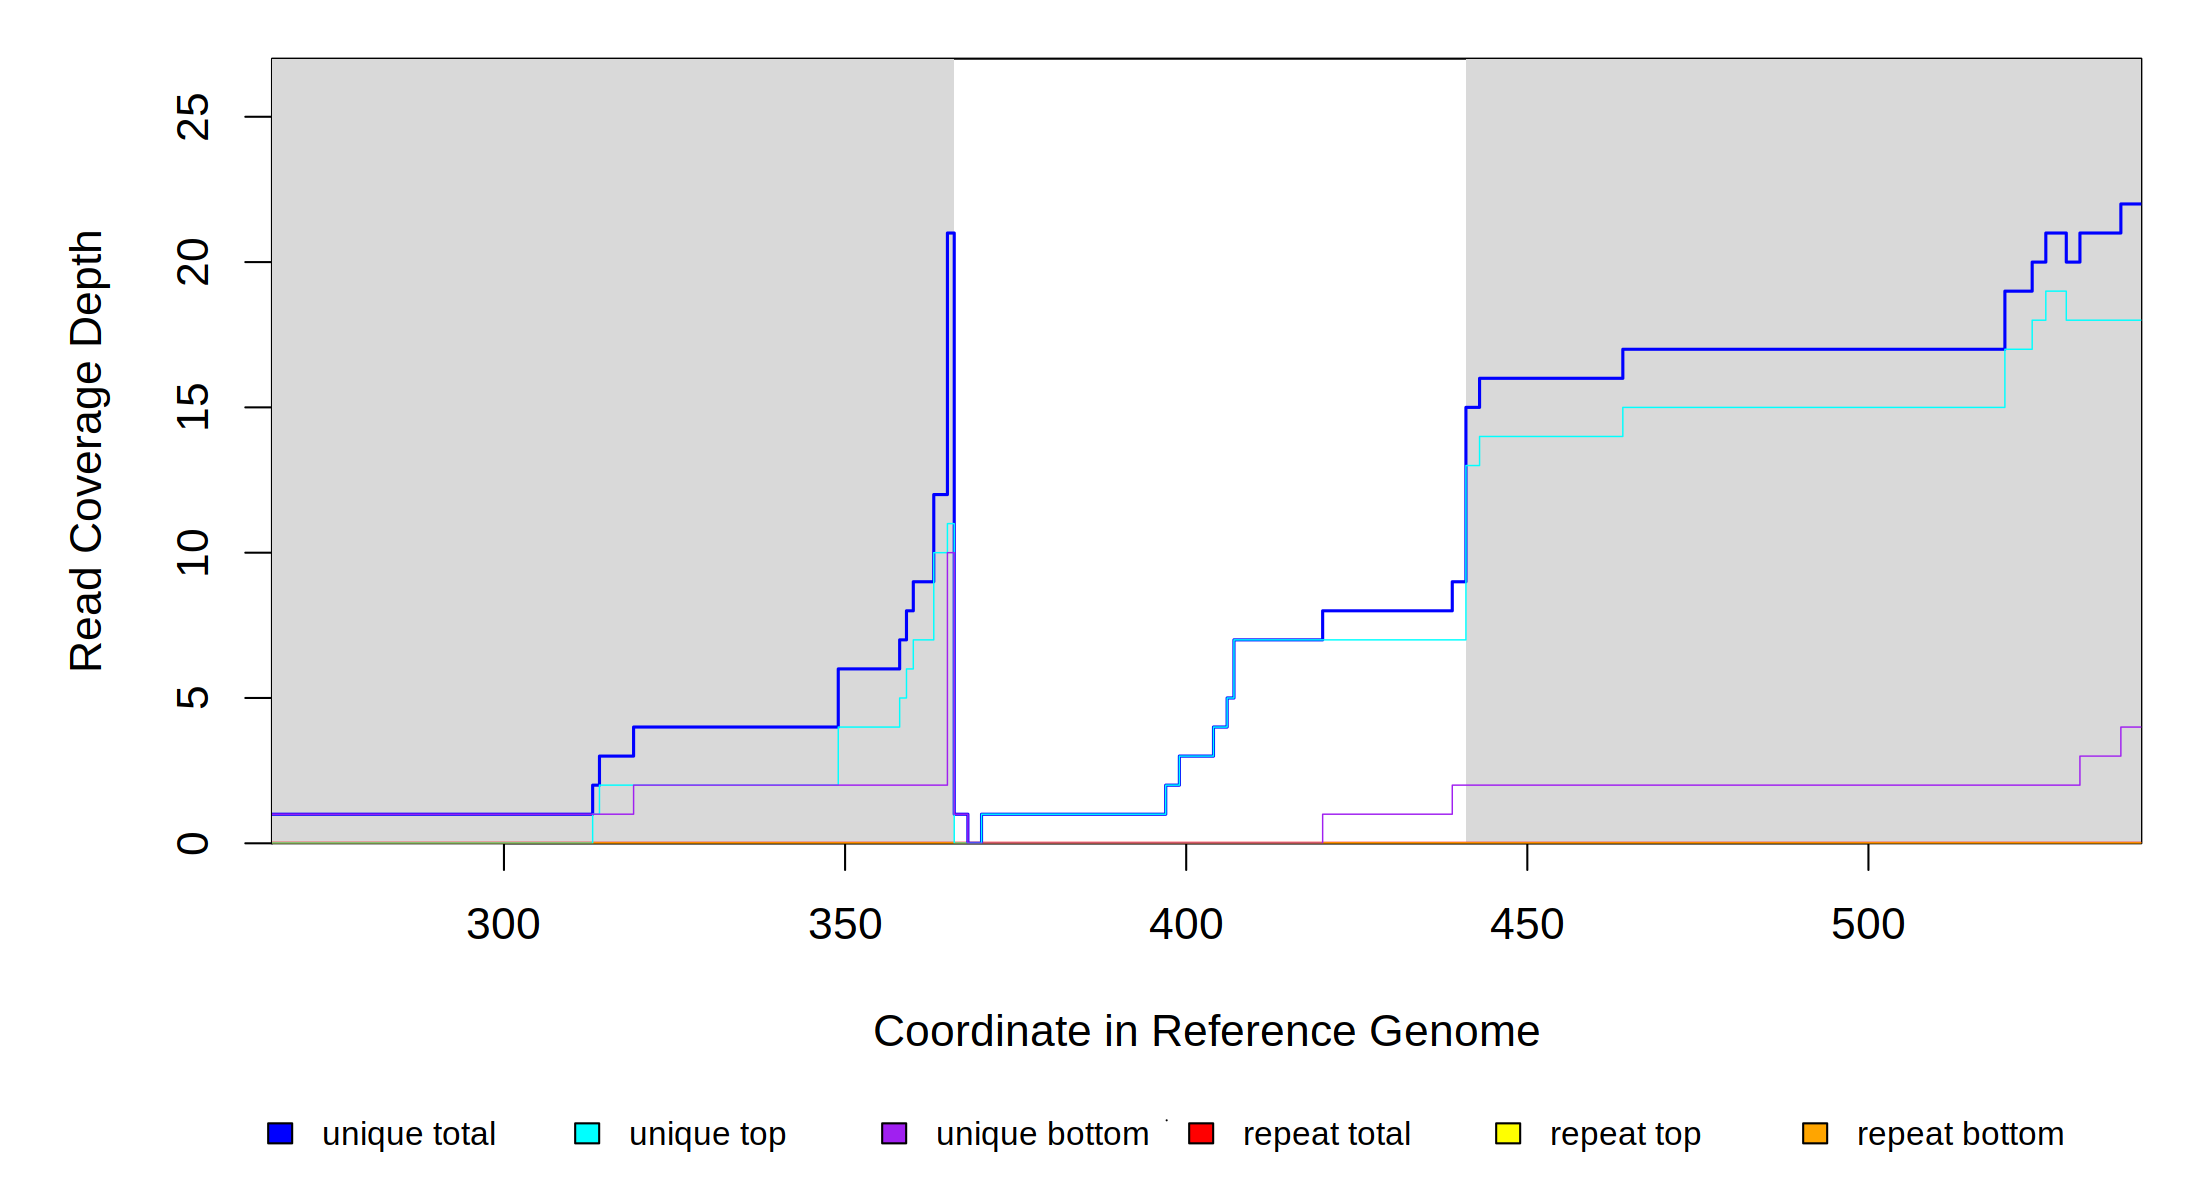 25
20
15
10
5
0
Read Coverage Depth
300 350 400 450 500
Coordinate in Reference Genome
unique total unique top unique bottom repeat total repeat top repeat bottom